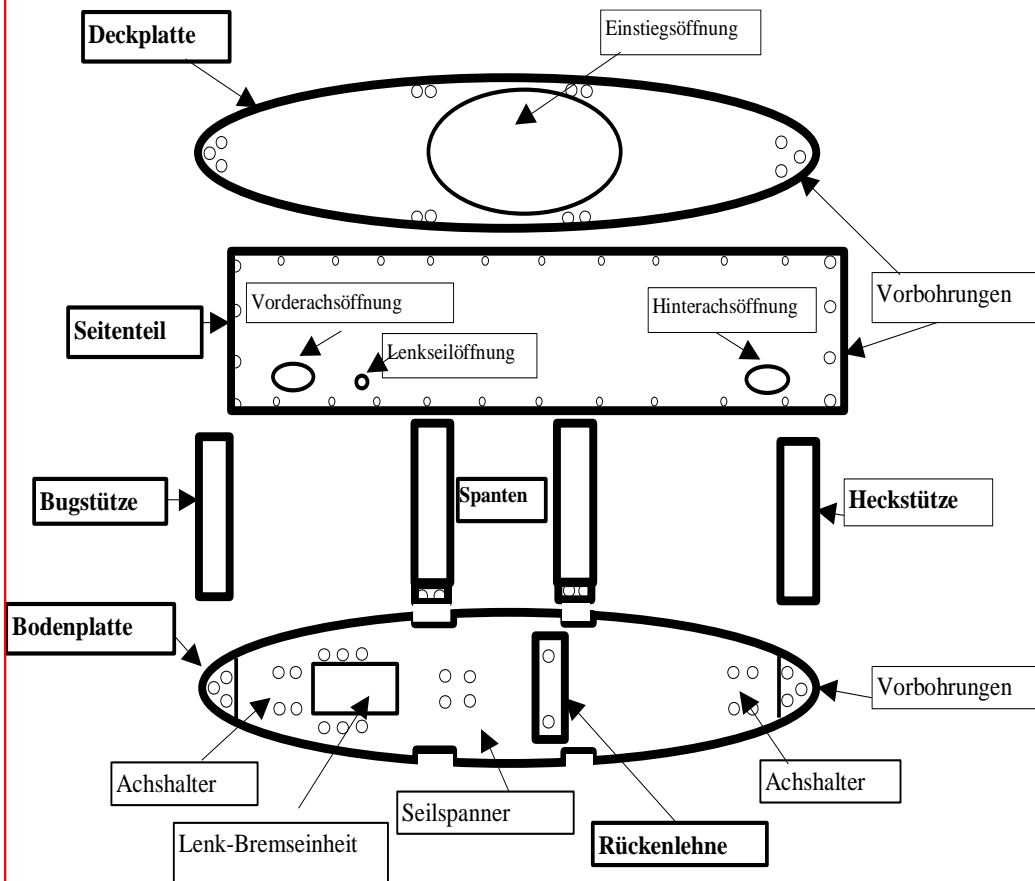 Deckplatte
Einstiegsöffnung
Vorderachsöffnung
Hinterachsöffnung
Vorbohrungen
Seitenteil
Lenkseilöffnung
Bugstütze
Spanten
Heckstütze
Bodenplatte
Vorbohrungen
Achshalter
Seilspanner
Achshalter
Lenk-Bremseinheit
Rückenlehne